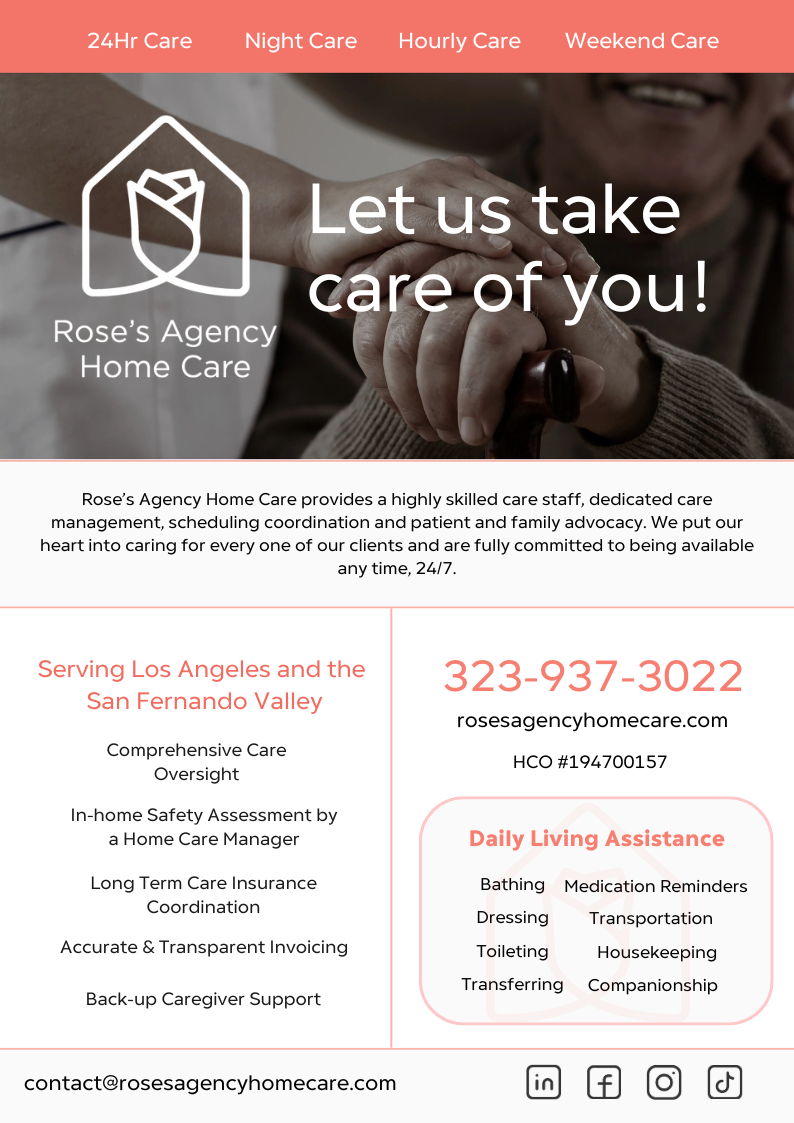 24Hr Care Night Care Hourly Care Weekend Care
Let us take
care of you!
Rose's Agency
Home Care
Rose's Agency Home Care provides a highly skilled care staff, dedicated care
management, scheduling coordination and patient and family advocacy. We put our
heart into caring for every one of our clients and are fully committed to being available
any time, 24/7.
Serving Los Angeles and the
San Fernando Valley
Comprehensive Care
Oversight
In-home Safety Assessment by
a Home Care Manager
Long Term Care Insurance
Coordination
Accurate & Transparent Invoicing
Back-up Caregiver Support
323-937-3022
rosesagencyhomecare.com
HCO #194700157
Daily Living Assistance
Bathing Medication Reminders
Dressing Transportation
Toileting Housekeeping
Transferring Companionship
contact@rosesagencyhomecare.com